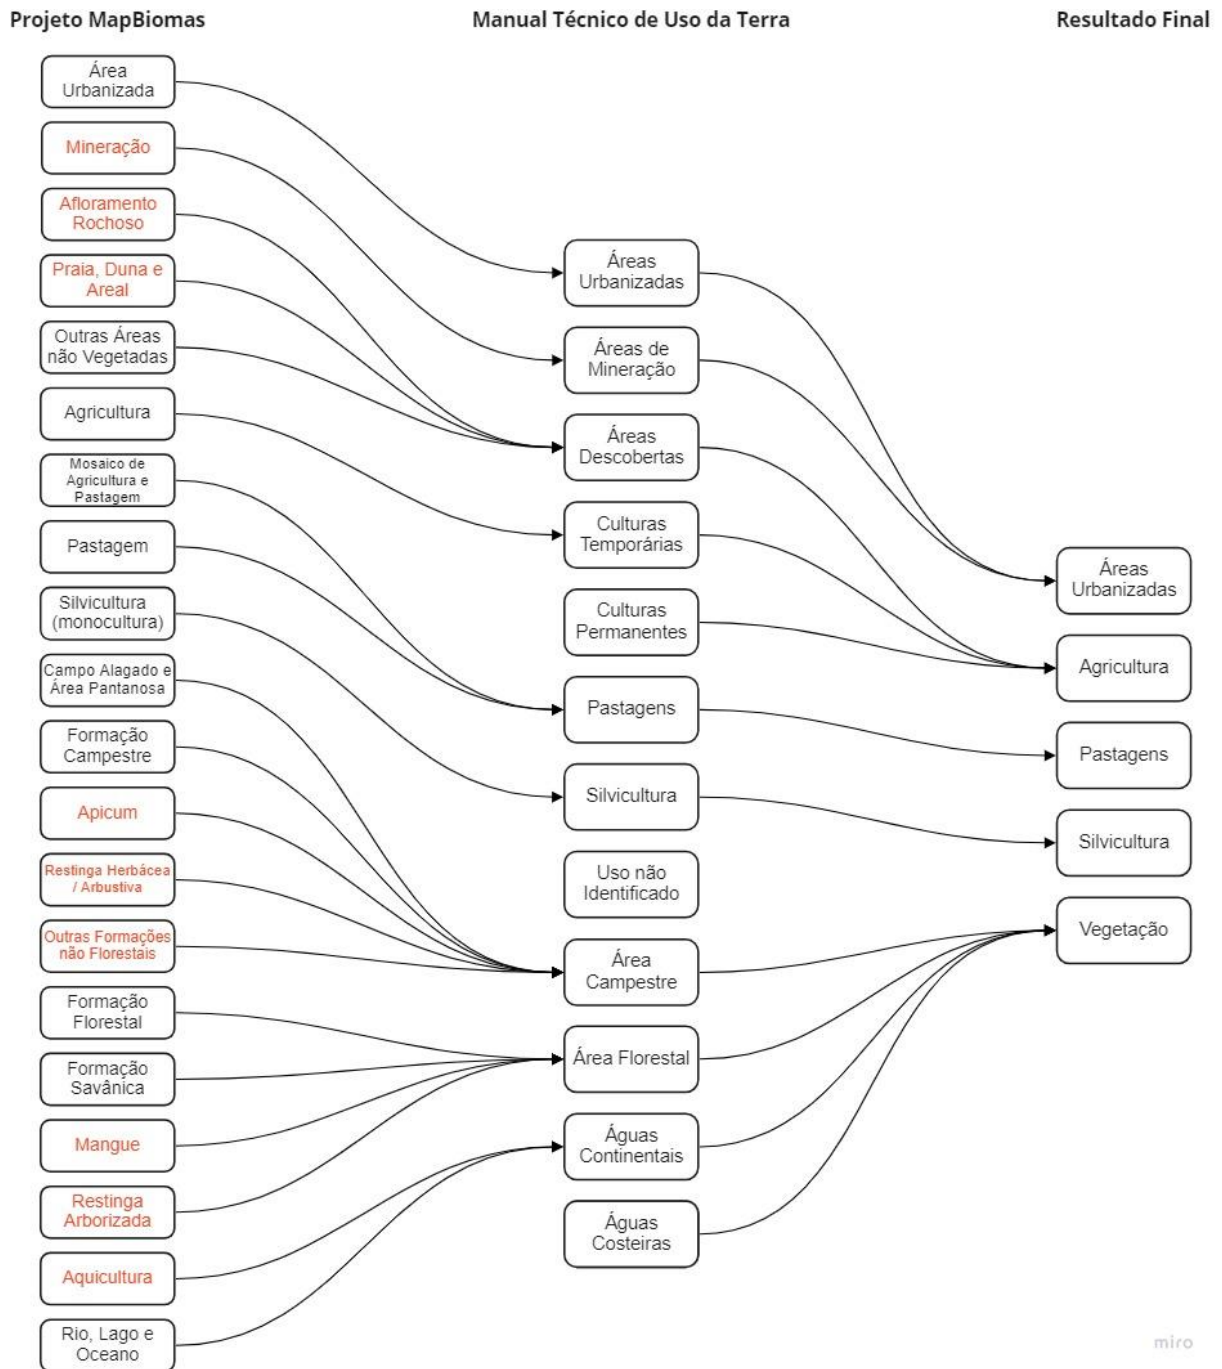 Projeto MapBiomas
Manual Técnico de Uso da Terra
Resultado Final
Área
Urbanizada
Mineração
Afloramento
Rochoso
Praia, Duna e
Areal
Outras Áreas
não Vegetadas
Agricultura
Mosaico de
Agricultura e
Pastagem
Pastagem
Silvicultura
(monocultura)
Campo Alagado e
Área Pantanosa
Formação
Campestre
Apicum
Restinga Herbácea
/ Arbustiva
Outras Formações
não Florestais
Formação
Florestal
Formação
Savânica
Mangue
Restinga
Arborizada
Aquicultura
Rio, Lago e
Oceano
Áreas
Urbanizadas
Áreas de
Mineração
Áreas
Descobertas
Culturas
Temporárias
Culturas
Permanentes
Pastagens
Silvicultura
Uso não
Identificado
Área
Campestre
Área Florestal
Águas
Continentais
Águas
Costeiras
Áreas
Urbanizadas
Agricultura
Pastagens
Silvicultura
Vegetação
miro